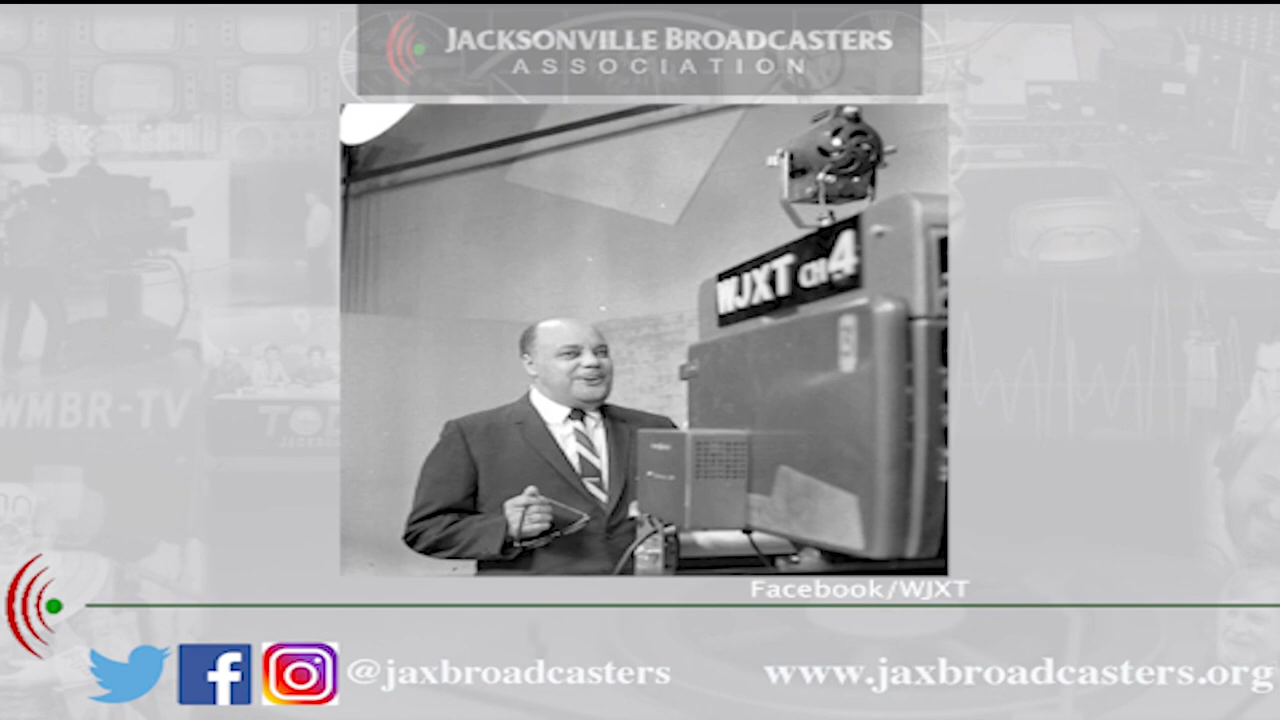 JACKSONVILLE BROADCASTERS
ASSOCIATION
WJXT CH 4
WMBR-TV
Facebook/WJXT
@jaxbroadcasters
www.jaxbroadcasters.org